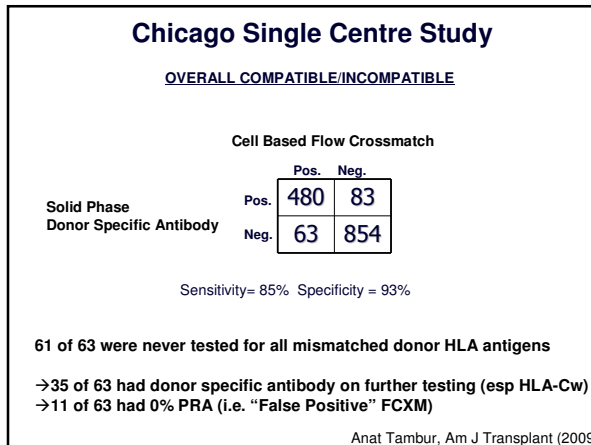 Chicago Single Centre Study
OVERALL COMPATIBLE/INCOMPATIBLE
Cell Based Flow Crossmatch
Pos. Neg.
Solid Phase
Donor Specific Antibody
Pos. 480 83
Neg. 63 854
Sensitivity= 85% Specificity = 93%
61 of 63 were never tested for all mismatched donor HLA antigens
→35 of 63 had donor specific antibody on further testing (esp HLA-Cw)
→11 of 63 had 0% PRA (i.e. “False Positive” FCXM)
Anat Tambur, Am J Transplant (2009